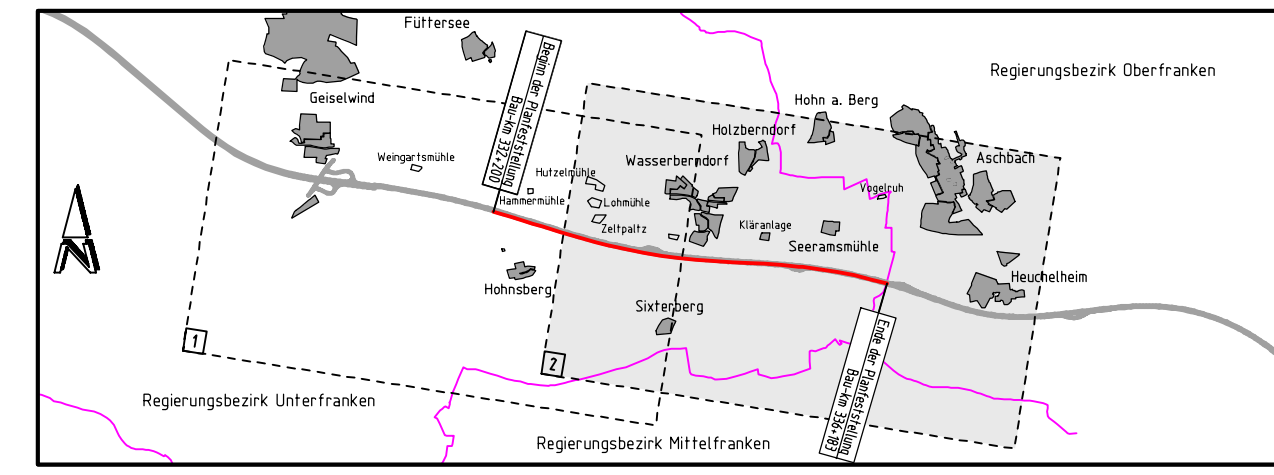 Füttersee
Regierungsbezirk Oberfranken
Geiselwind
Beginn der Planfeststellung
Bau-km 332+200
Hohn a. Berg
Holzberndorf
Aschbach
Weingartsmühle
Wasserberndorf
Hutzelmühle
Vogelruh
Hammermühle
Lohmühle
Zeltpaltz
Kläranlage
Seeramsmühle
N
Hohnsberg
Heuchelheim
Sixterberg
1
2
Ende der Planfeststellung
Bau-km 336+183
Regierungsbezirk Unterfranken
Regierungsbezirk Mittelfranken